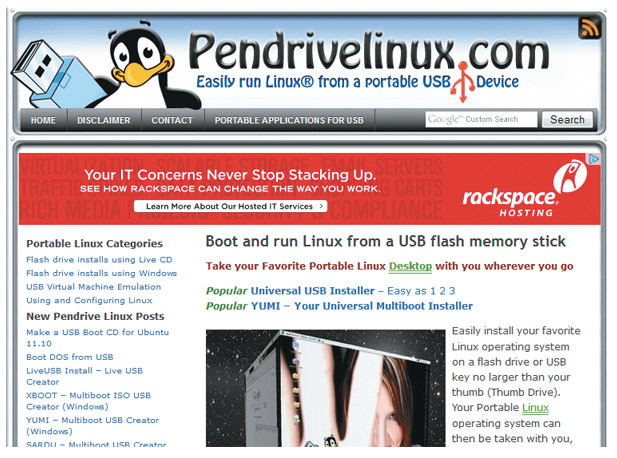 Pendrivelinux.com
Easily run Linux® from a portable USB Device
HOME
DISCLAIMER
CONTACT
PORTABLE APPLICATIONS FOR USB
Google™ Custom Search
Search
VIRTUALIZATION SCALABLE STORAGE EMAIL SERVERS
TRAFFIC CARTS
RICH MEDIA PROJECTS SECURITY & COMPLIANCE
Your IT Concerns Never Stop Stacking Up.
SEE HOW RACKSPACE CAN CHANGE THE WAY YOU WORK.
Learn More About Our Hosted IT Services >
rackspace
HOSTING
Portable Linux Categories
Flash drive installs using Live CD
Flash drive installs using Windows
USB Virtual Machine Emulation
Using and Configuring Linux
New Pendrive Linux Posts
Make a USB Boot CD for Ubuntu
11.10
Boot DOS from USB
LiveUSB Install – Live USB
Creator
XBOOT – Multiboot ISO USB
Creator (Windows)
YUMI – Multiboot USB Creator
(Windows)
SARDU – Multiboot USB Creator
Boot and run Linux from a USB flash memory stick
Take your Favorite Portable Linux Desktop with you wherever you go
Popular Universal USB Installer – Easy as 1 2 3
Popular YUMI – Your Universal Multiboot Installer
Easily install your favorite
Linux operating system
on a flash drive or USB
key no larger than your
thumb (Thumb Drive).
Your Portable Linux
operating system can
then be taken with you,